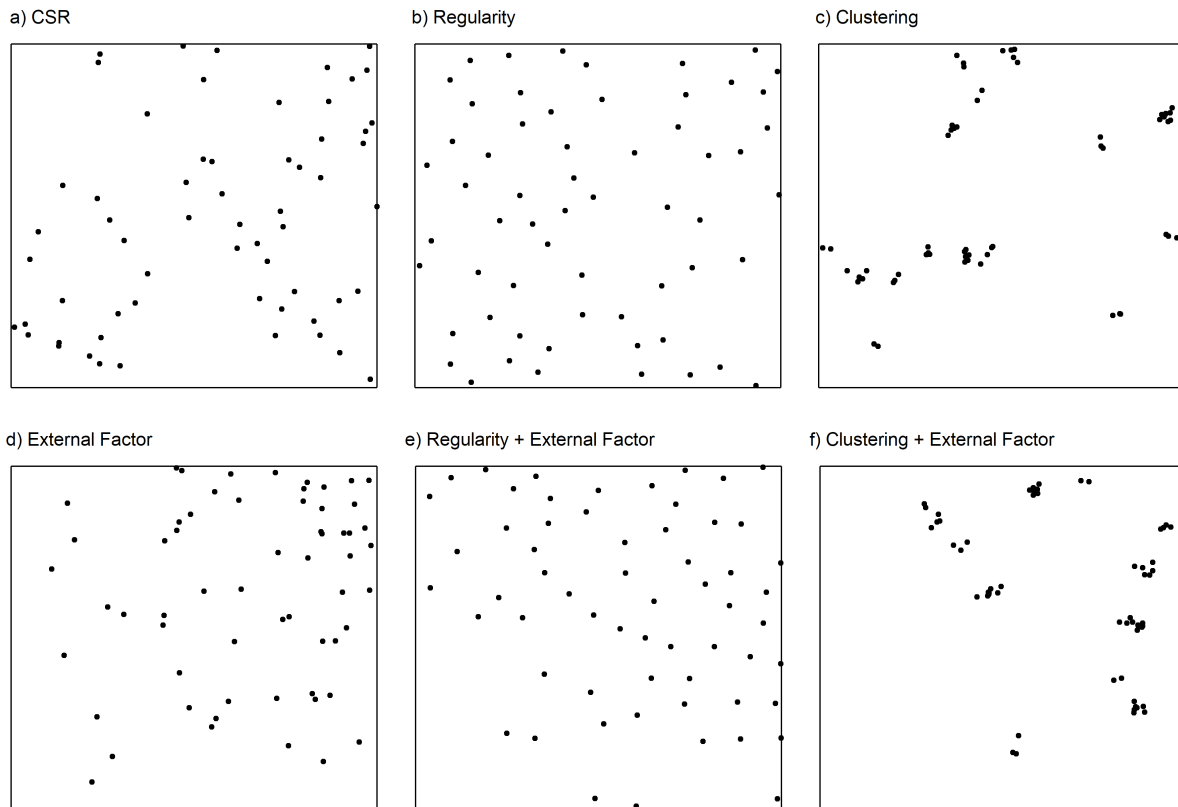 a) CSR
b) Regularity
c) Clustering
d) External Factor
e) Regularity + External Factor
f) Clustering + External Factor